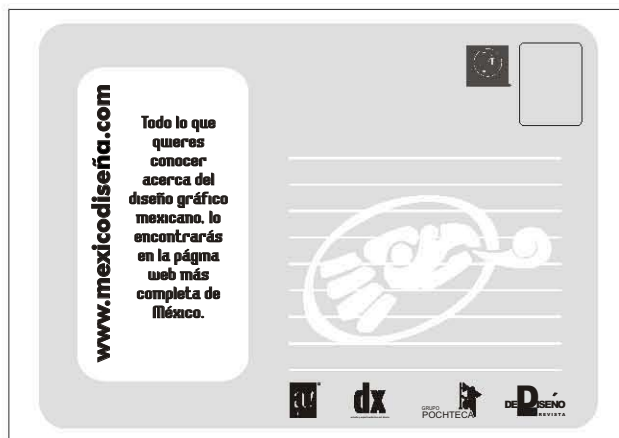 www.mexicodiseña.com
Todo lo que
quieres
conocer
acerca del
diseño gráfico
mexicano, lo
encontrarás
en la página
web más
completa de
México.
dx
GRUPO
POCHTECA
DE DISEÑO
REVISTA